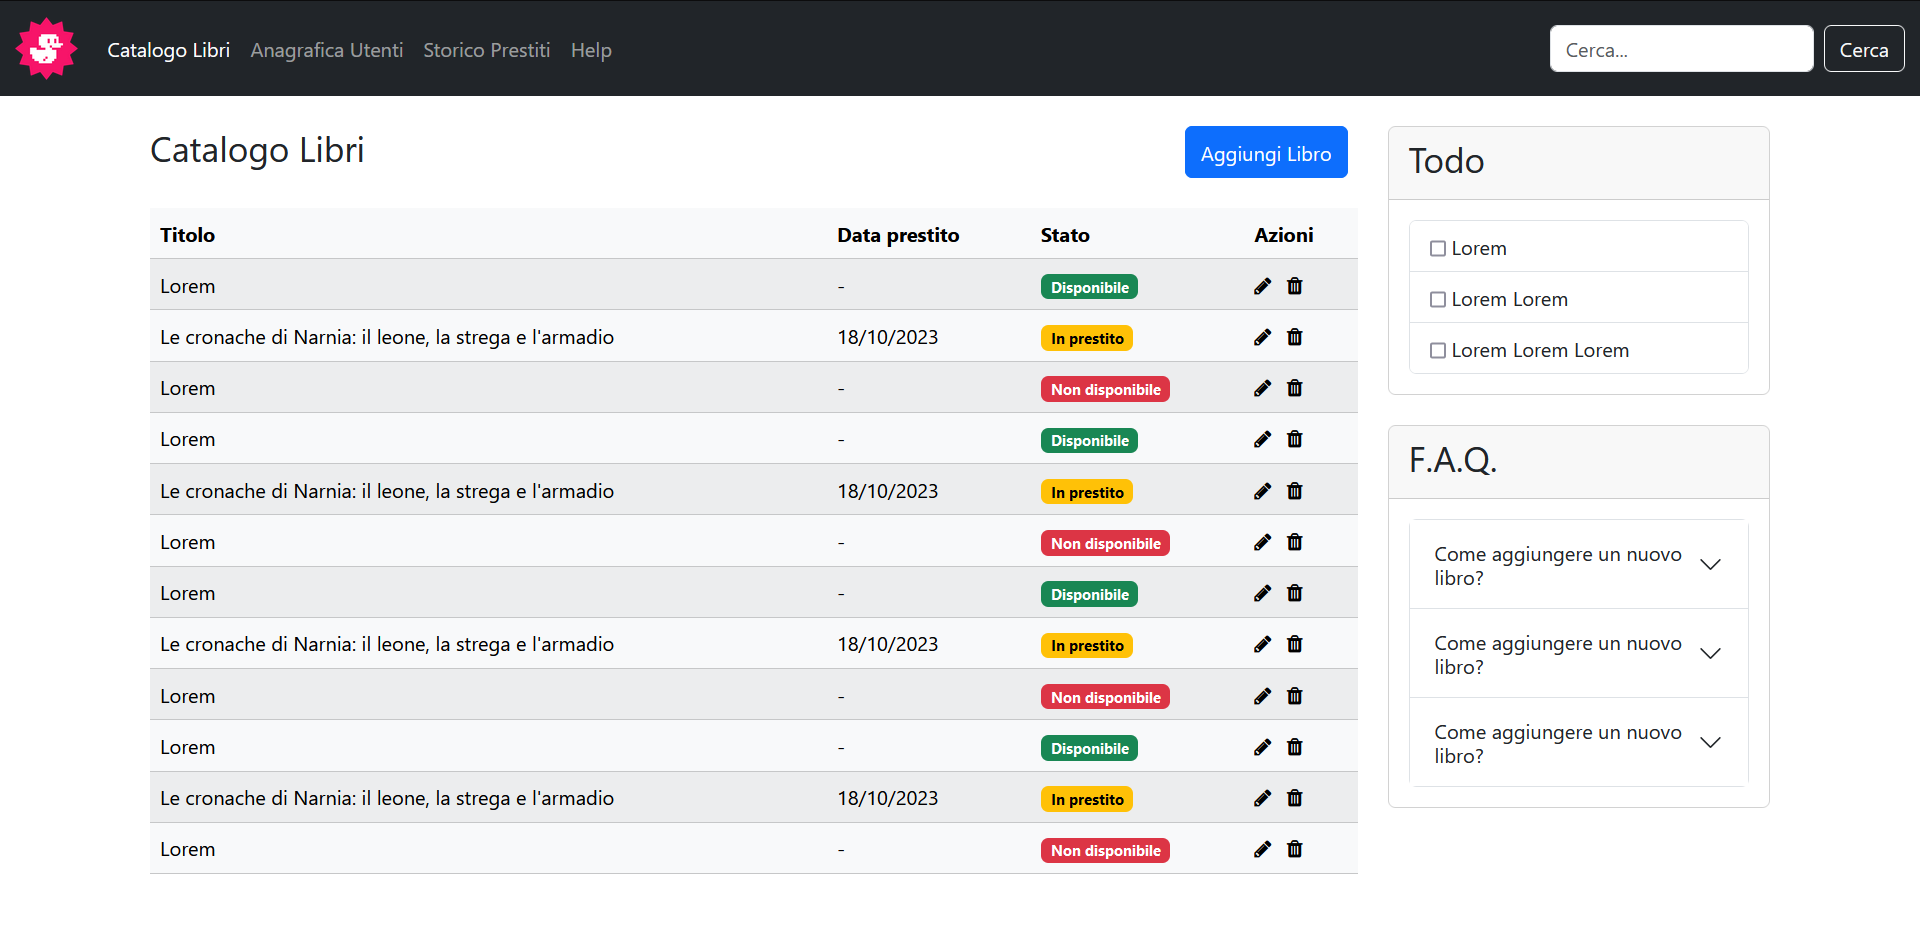 Catalogo Libri Anagrafica Utenti Storico Prestiti Help Cerca... Cerca
Catalogo Libri Aggiungi Libro
Titolo Data prestito Stato Azioni
Lorem - Disponibile
Le cronache di Narnia: il leone, la strega e l'armadio 18/10/2023 In prestito
Lorem - Non disponibile
Lorem - Disponibile
Le cronache di Narnia: il leone, la strega e l'armadio 18/10/2023 In prestito
Lorem - Non disponibile
Lorem - Disponibile
Le cronache di Narnia: il leone, la strega e l'armadio 18/10/2023 In prestito
Lorem - Non disponibile
Lorem - Disponibile
Le cronache di Narnia: il leone, la strega e l'armadio 18/10/2023 In prestito
Lorem - Non disponibile
Todo
Lorem
Lorem Lorem
Lorem Lorem Lorem
F.A.Q.
Come aggiungere un nuovo
libro?
Come aggiungere un nuovo
libro?
Come aggiungere un nuovo
libro?